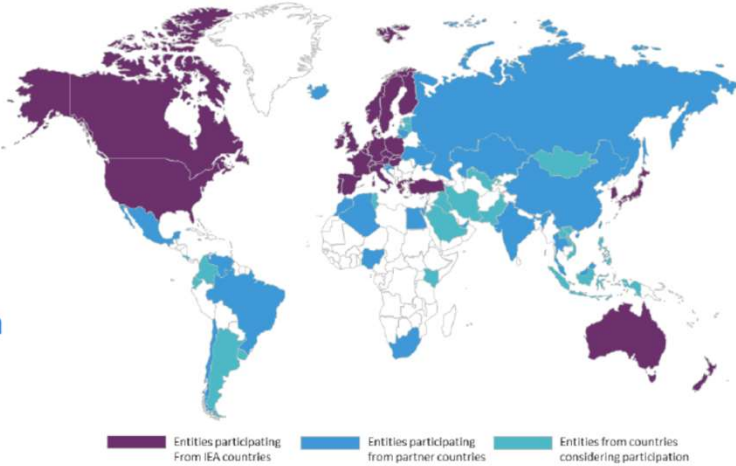 Entities participating
From IEA countries
Entities participating
from partner countries
Entities from countries
considering participation